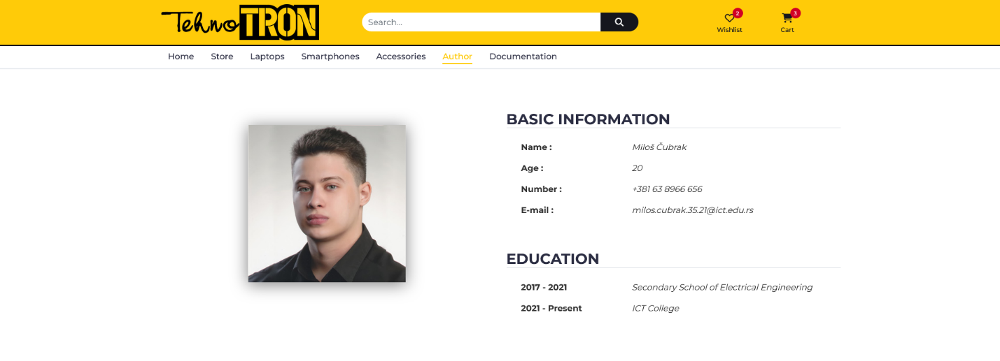 Tehno TRON
Search...
2
Wishlist
3
Cart
Home Store Laptops Smartphones Accessories Author Documentation
BASIC INFORMATION
Name : Miloš Čubrak
Age : 20
Number : +381 63 8966 656
E-mail : milos.cubrak.35.21@ict.edu.rs
EDUCATION
2017 - 2021 Secondary School of Electrical Engineering
2021 - Present ICT College